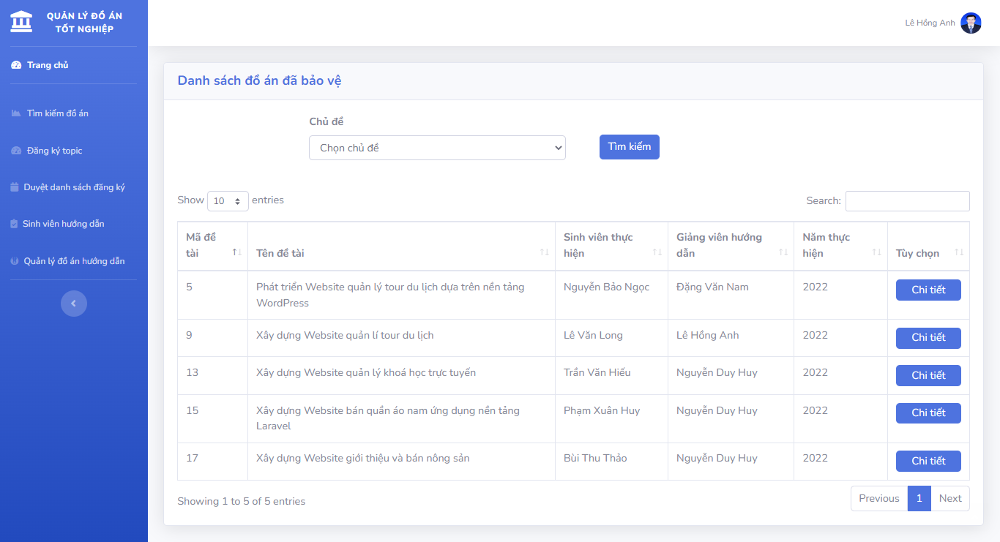 QUẢN LÝ ĐỒ ÁN
TỐT NGHIỆP
Lê Hồng Anh
Trang chủ
Tìm kiếm đồ án
Đăng ký topic
Duyệt danh sách đăng ký
Sinh viên hướng dẫn
Quản lý đồ án hướng dẫn
Danh sách đồ án đã bảo vệ
Chủ đề
Chọn chủ đề
Tìm kiếm
Show 10 entries
Search:
Mã đề
tài
Tên đề tài
Sinh viên thực
hiện
Giảng viên hướng
dẫn
Năm thực
hiện
Tùy chọn
5
Phát triển Website quản lý tour du lịch dựa trên nền tảng
WordPress
Nguyễn Bảo Ngọc
Đặng Văn Nam
2022
Chi tiết
9
Xây dựng Website quản lí tour du lịch
Lê Văn Long
Lê Hồng Anh
2022
Chi tiết
13
Xây dựng Website quản lý khoá học trực tuyến
Trần Văn Hiếu
Nguyễn Duy Huy
2022
Chi tiết
15
Xây dựng Website bán quần áo nam ứng dụng nền tảng
Laravel
Phạm Xuân Huy
Nguyễn Duy Huy
2022
Chi tiết
17
Xây dựng Website giới thiệu và bán nông sản
Bùi Thu Thảo
Nguyễn Duy Huy
2022
Chi tiết
Showing 1 to 5 of 5 entries
Previous
1
Next